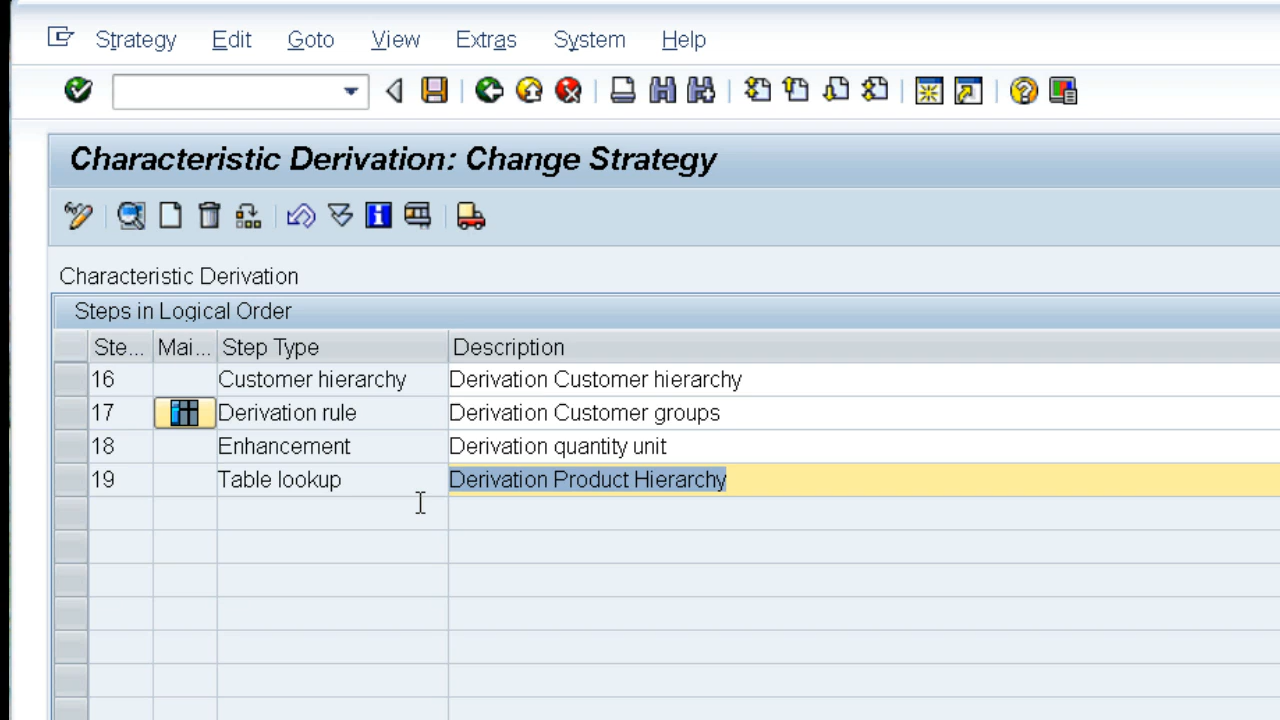 Strategy Edit Goto View Extras System Help
Characteristic Derivation: Change Strategy
Characteristic Derivation
Steps in Logical Order
Ste... Mai... Step Type Description
16 Customer hierarchy Derivation Customer hierarchy
17 Derivation rule Derivation Customer groups
18 Enhancement Derivation quantity unit
19 Table lookup Derivation Product Hierarchy